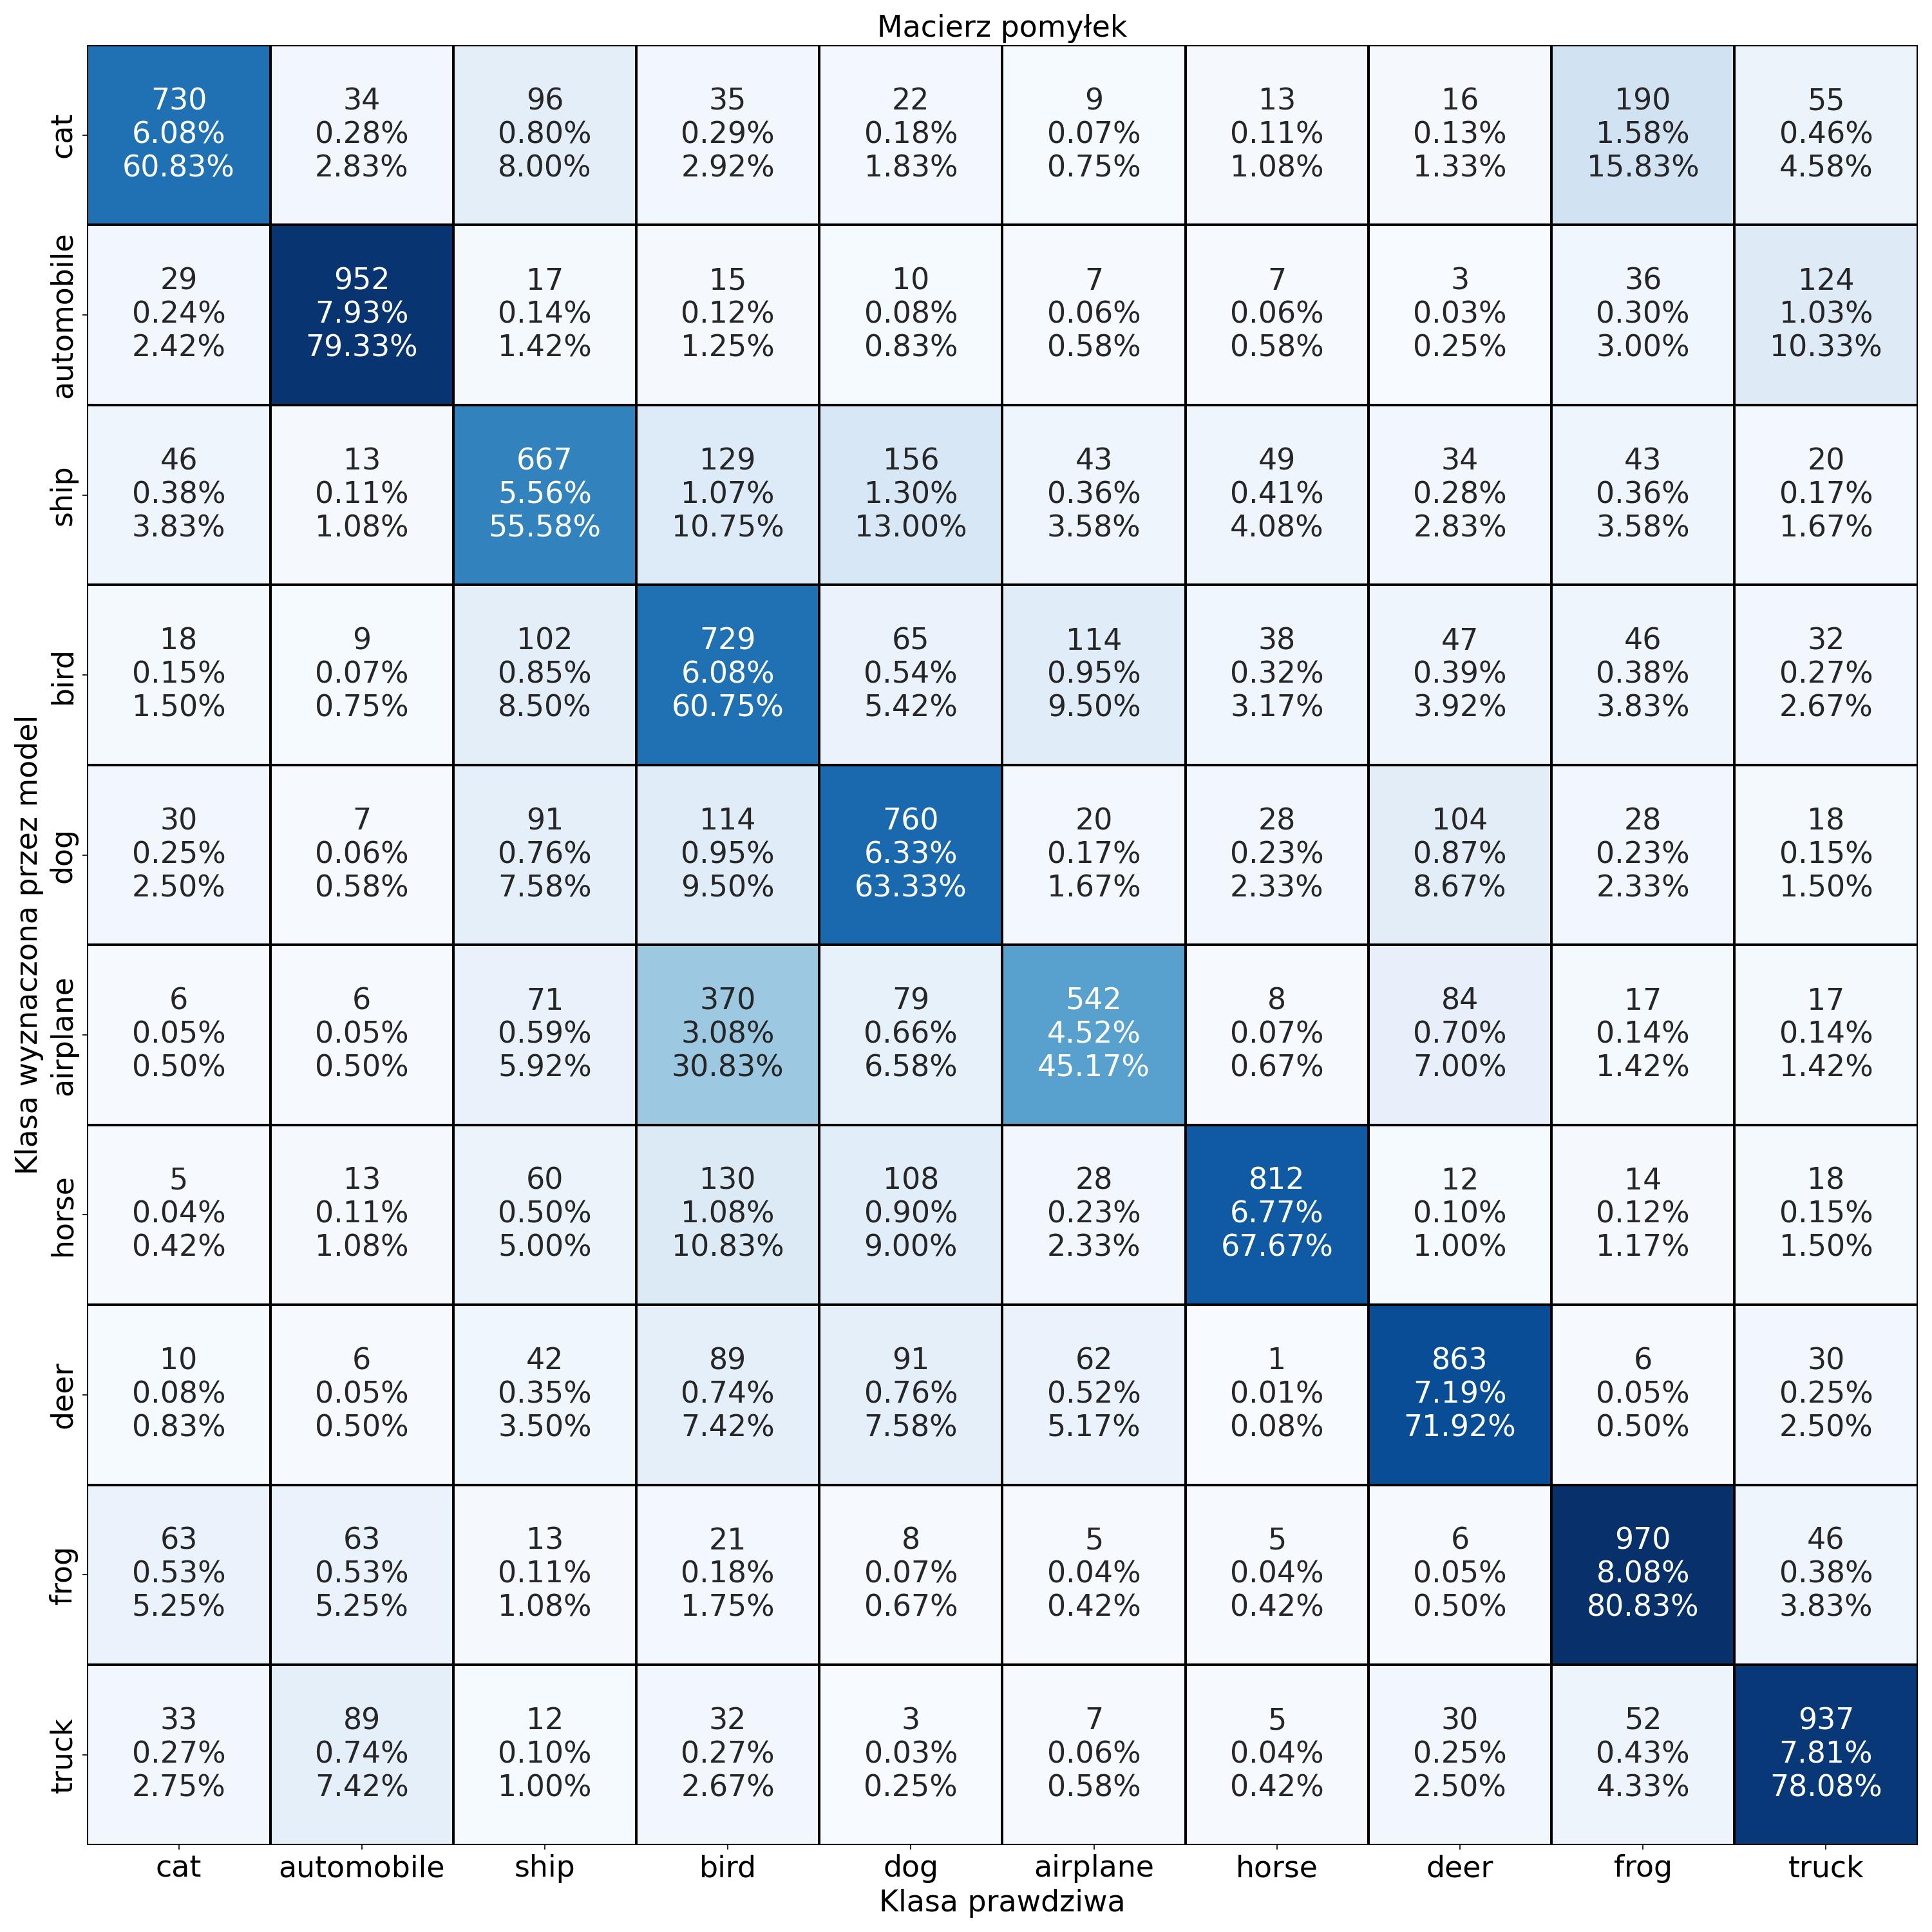 Macierz pomyłek
Klasa wyznaczona przez model
cat
730 34 96 35 22 9 13 16 190 55
6.08% 0.28% 0.80% 0.29% 0.18% 0.07% 0.11% 0.13% 1.58% 0.46%
60.83% 2.83% 8.00% 2.92% 1.83% 0.75% 1.08% 1.33% 15.83% 4.58%
automobile
29 952 17 15 10 7 7 3 36 124
0.24% 7.93% 0.14% 0.12% 0.08% 0.06% 0.06% 0.03% 0.30% 1.03%
2.42% 79.33% 1.42% 1.25% 0.83% 0.58% 0.58% 0.25% 3.00% 10.33%
ship
46 13 667 129 156 43 49 34 43 20
0.38% 0.11% 5.56% 1.07% 1.30% 0.36% 0.41% 0.28% 0.36% 0.17%
3.83% 1.08% 55.58% 10.75% 13.00% 3.58% 4.08% 2.83% 3.58% 1.67%
bird
18 9 102 729 65 114 38 47 46 32
0.15% 0.07% 0.85% 6.08% 0.54% 0.95% 0.32% 0.39% 0.38% 0.27%
1.50% 0.75% 8.50% 60.75% 5.42% 9.50% 3.17% 3.92% 3.83% 2.67%
dog
30 7 91 114 760 20 28 104 28 18
0.25% 0.06% 0.76% 0.95% 6.33% 0.17% 0.23% 0.87% 0.23% 0.15%
2.50% 0.58% 7.58% 9.50% 63.33% 1.67% 2.33% 8.67% 2.33% 1.50%
airplane
6 6 71 370 79 542 8 84 17 17
0.05% 0.05% 0.59% 3.08% 0.66% 4.52% 0.07% 0.70% 0.14% 0.14%
0.50% 0.50% 5.92% 30.83% 6.58% 45.17% 0.67% 7.00% 1.42% 1.42%
horse
5 13 60 130 108 28 812 12 14 18
0.04% 0.11% 0.50% 1.08% 0.90% 0.23% 6.77% 0.10% 0.12% 0.15%
0.42% 1.08% 5.00% 10.83% 9.00% 2.33% 67.67% 1.00% 1.17% 1.50%
deer
10 6 42 89 91 62 1 863 6 30
0.08% 0.05% 0.35% 0.74% 0.76% 0.52% 0.01% 7.19% 0.05% 0.25%
0.83% 0.50% 3.50% 7.42% 7.58% 5.17% 0.08% 71.92% 0.50% 2.50%
frog
63 63 13 21 8 5 5 6 970 46
0.53% 0.53% 0.11% 0.18% 0.07% 0.04% 0.04% 0.05% 8.08% 0.38%
5.25% 5.25% 1.08% 1.75% 0.67% 0.42% 0.42% 0.50% 80.83% 3.83%
truck
33 89 12 32 3 7 5 30 52 937
0.27% 0.74% 0.10% 0.27% 0.03% 0.06% 0.04% 0.25% 0.43% 7.81%
2.75% 7.42% 1.00% 2.67% 0.25% 0.58% 0.42% 2.50% 4.33% 78.08%
cat automobile ship bird dog airplane horse deer frog truck
Klasa prawdziwa